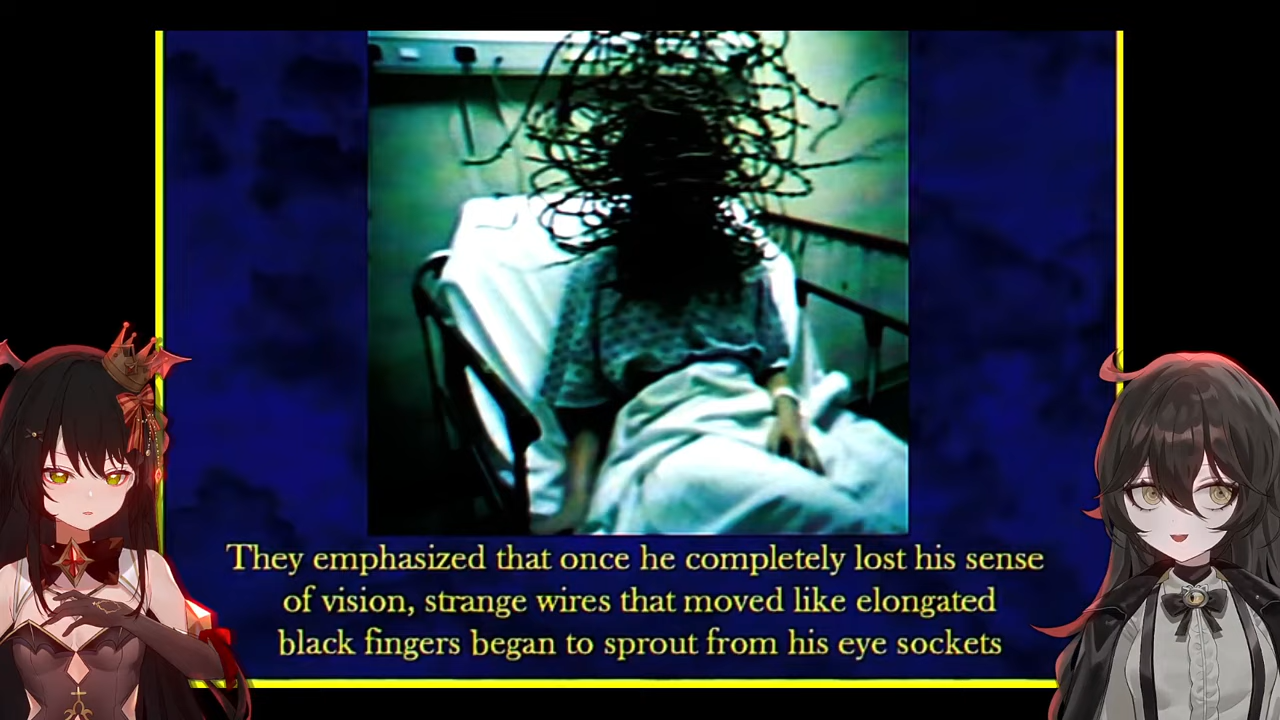 They emphasized that once he completely lost his sense
of vision, strange wires that moved like elongated
black fingers began to sprout from his eye sockets